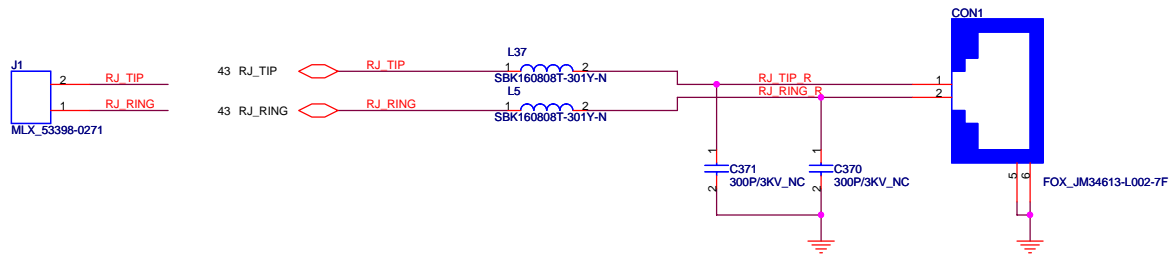 CON1
J1
2 RJ_TIP
1 RJ_RING
MLX_53398-0271
43 RJ_TIP
RJ_TIP
L37
1 2
SBK160808T-301Y-N
43 RJ_RING
RJ_RING
L5
1 2
SBK160808T-301Y-N
RJ_TIP_R
1
RJ_RING_R
2
1
C371
300P/3KV_NC
2
1
C370
300P/3KV_NC
2
5
6
FOX_JM34613-L002-7F